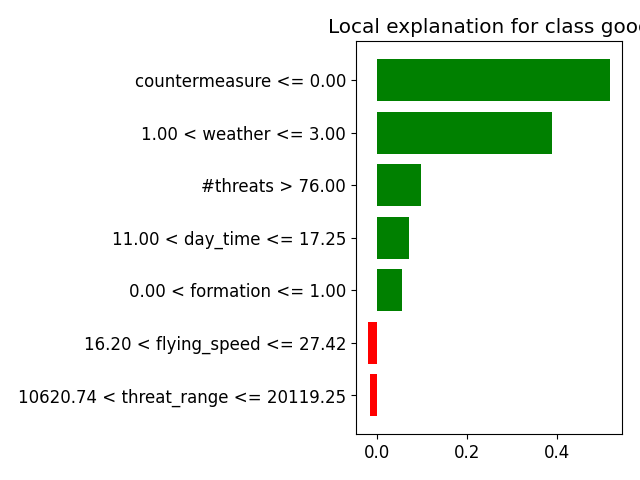 Local explanation for class good
countermeasure <= 0.00
1.00 < weather <= 3.00
#threats > 76.00
11.00 < day_time <= 17.25
0.00 < formation <= 1.00
16.20 < flying_speed <= 27.42
10620.74 < threat_range <= 20119.25
0.0 0.2 0.4